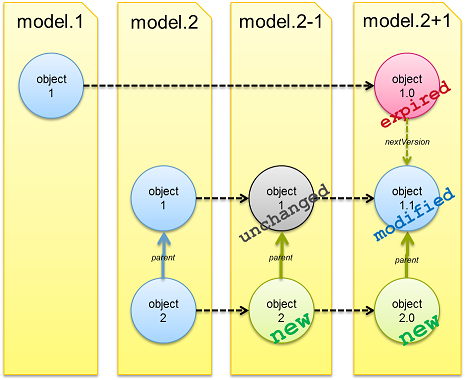 model.1
model.2
model.2-1
model.2+1
object
1
object
1.0
expired
nextVersion
object
1
object
1
unchanged
object
1.1
modified
parent
parent
parent
object
2
object
2
new
object
2.0
new